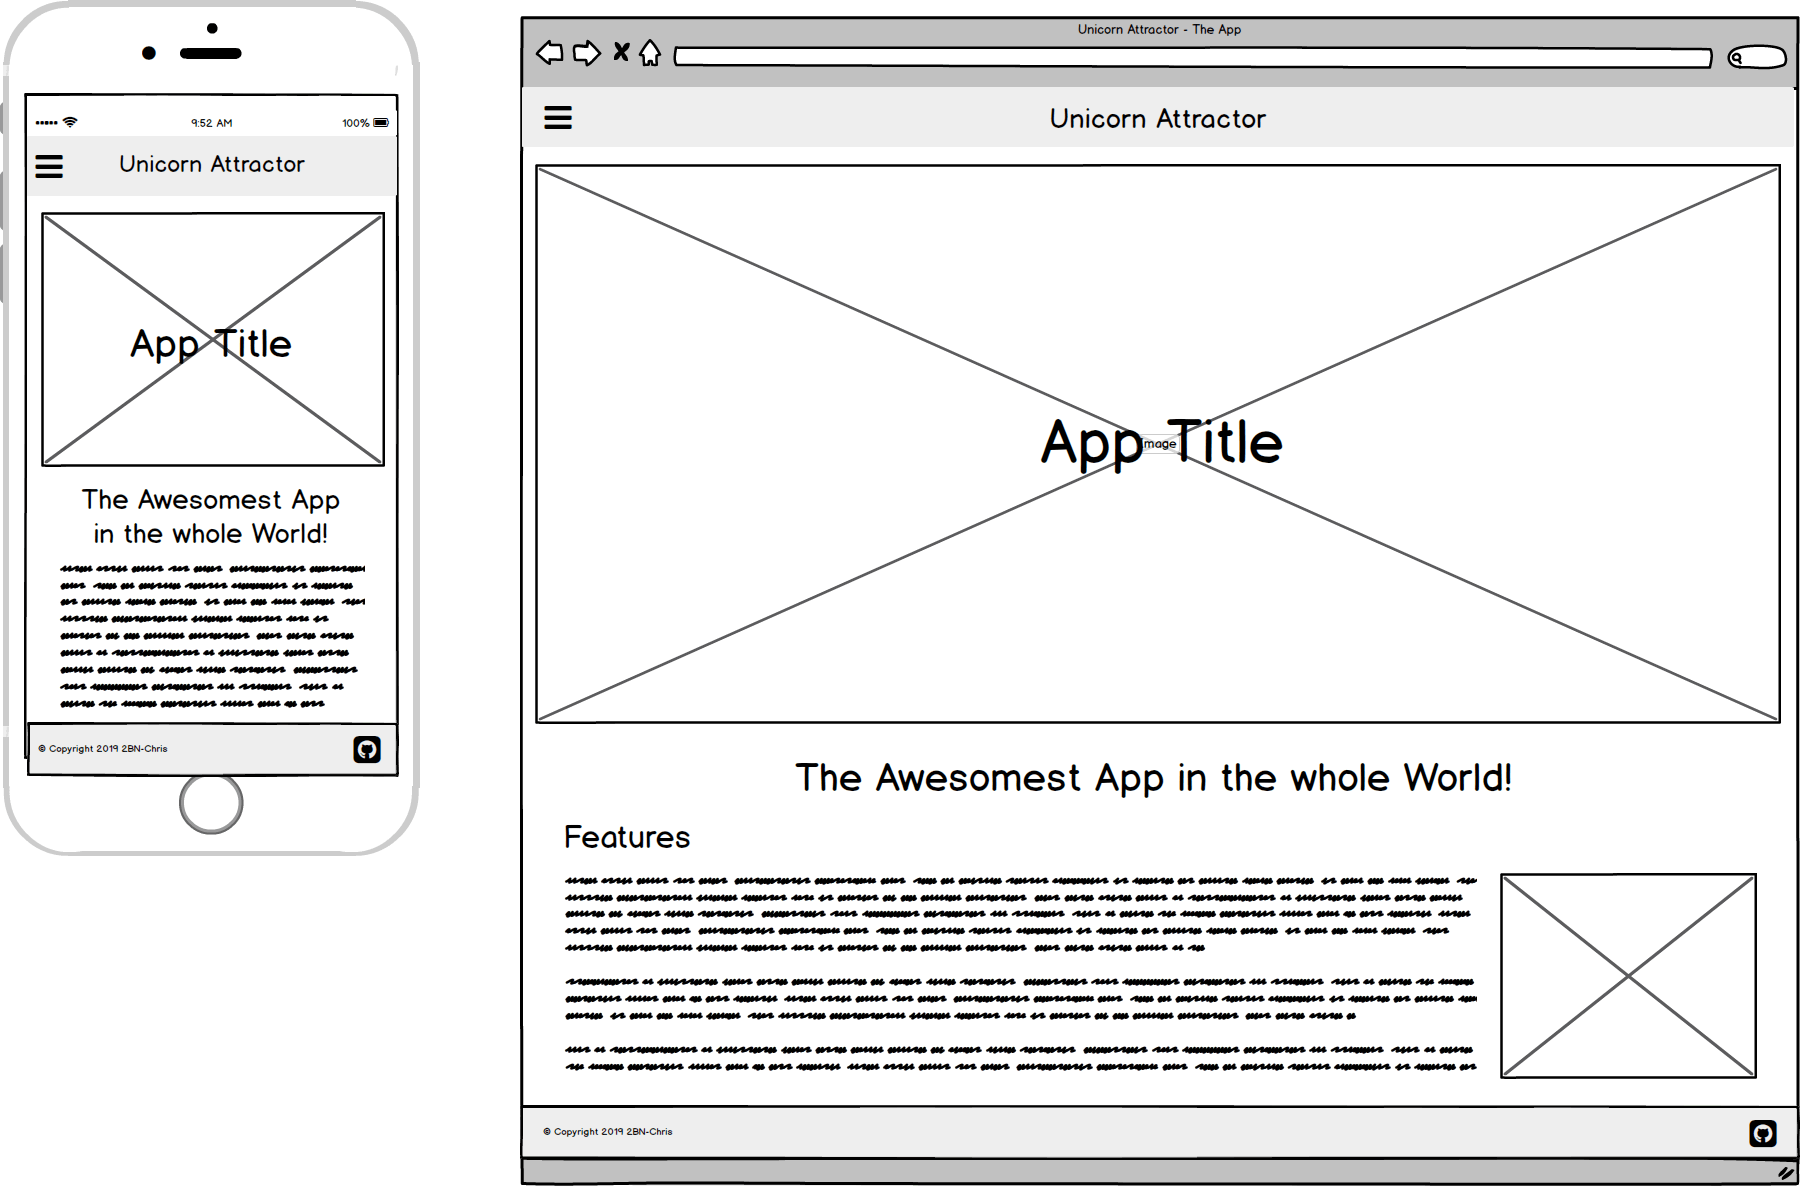 9:52 AM
100%
Unicorn Attractor
App Title
The Awesomest App
in the whole World!
© Copyright 2019 2BN-Chris
Unicorn Attractor - The App
Unicorn Attractor
App Title
Image
The Awesomest App in the whole World!
Features
© Copyright 2019 2BN-Chris